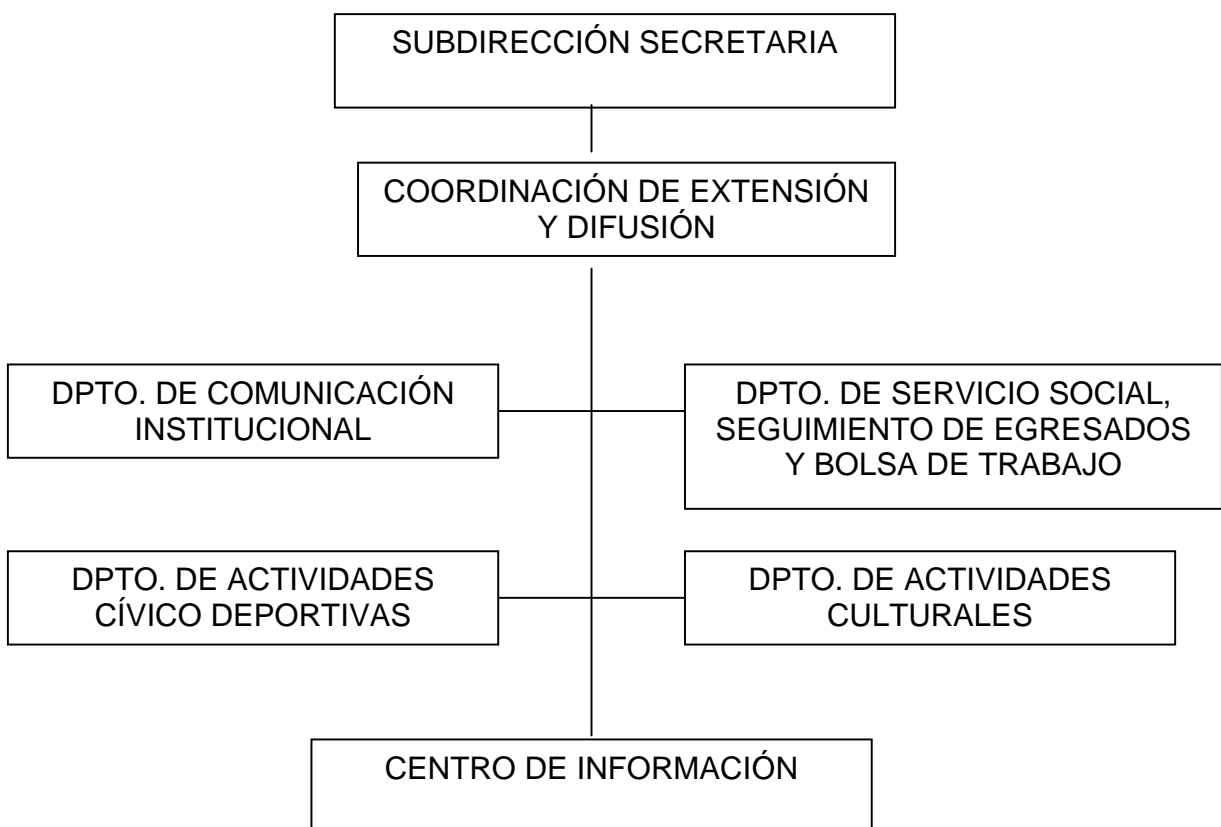 SUBDIRECCIÓN SECRETARIA
COORDINACIÓN DE EXTENSIÓN
Y DIFUSIÓN
DPTO. DE COMUNICACIÓN
INSTITUCIONAL
DPTO. DE SERVICIO SOCIAL,
SEGUIMIENTO DE EGRESADOS
Y BOLSA DE TRABAJO
DPTO. DE ACTIVIDADES
CÍVICO DEPORTIVAS
DPTO. DE ACTIVIDADES
CULTURALES
CENTRO DE INFORMACIÓN